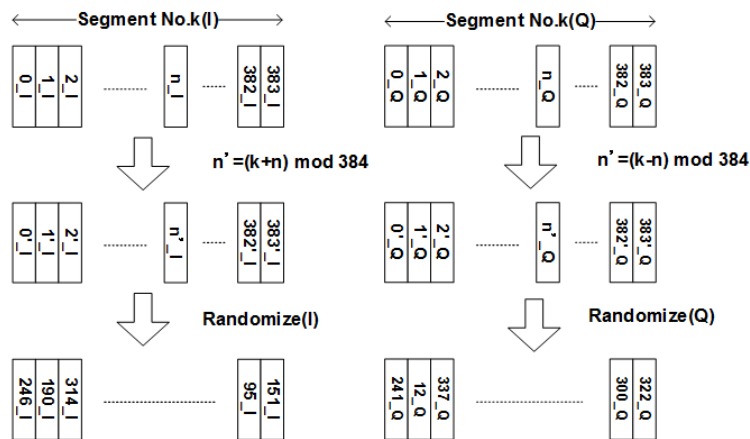 Segment No.k(I)
Segment No.k(Q)
0_I 1_I 2_I ........ n_I ... 382_I 383_I
0_Q 1_Q 2_Q ........ n_Q ... 382_Q 383_Q
n’=(k+n) mod 384
n’=(k-n) mod 384
0'_I 1'_I 2'_I ........ n’_I ... 382'_I 383'_I
0'_Q 1'_Q 2'_Q ........ n’_Q ... 382'_Q 383'_Q
Randomize(I)
Randomize(Q)
246_I 190_I 314_I ........ 95_I 151_I
241_Q 12_Q 337_Q ........ 300_Q 322_Q